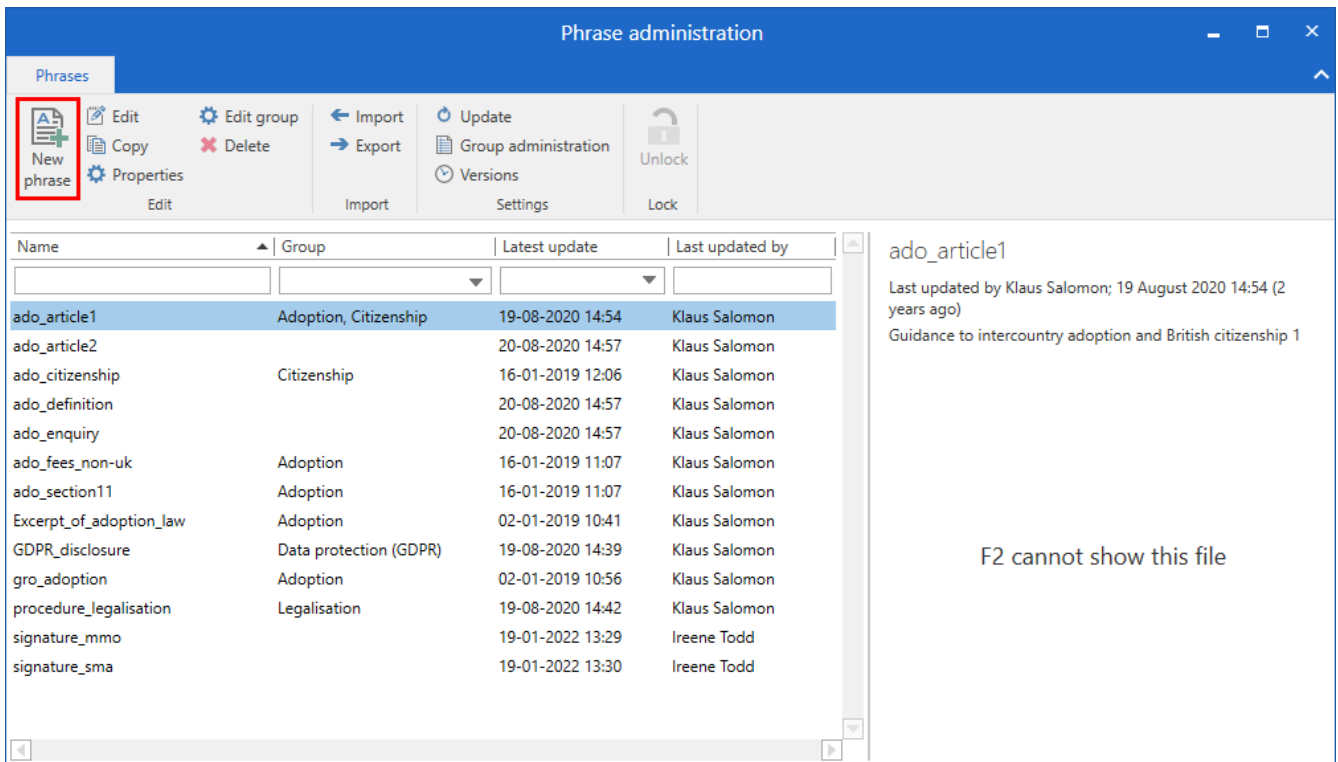 Phrase administration
Phrases
New phrase
Edit
Copy
Properties
Edit group
Delete
Edit
Import
Export
Import
Update
Group administration
Versions
Settings
Unlock
Lock
Name Group Latest update Last updated by
ado_article1 Adoption, Citizenship 19-08-2020 14:54 Klaus Salomon
ado_article2 20-08-2020 14:57 Klaus Salomon
ado_citizenship Citizenship 16-01-2019 12:06 Klaus Salomon
ado_definition 20-08-2020 14:57 Klaus Salomon
ado_enquiry 20-08-2020 14:57 Klaus Salomon
ado_fees_non-uk Adoption 16-01-2019 11:07 Klaus Salomon
ado_section11 Adoption 16-01-2019 11:07 Klaus Salomon
Excerpt_of_adoption_law Adoption 02-01-2019 10:41 Klaus Salomon
GDPR_disclosure Data protection (GDPR) 19-08-2020 14:39 Klaus Salomon
gro_adoption Adoption 02-01-2019 10:56 Klaus Salomon
procedure_legalisation Legalisation 19-08-2020 14:42 Klaus Salomon
signature_mmo 19-01-2022 13:29 Ireene Todd
signature_sma 19-01-2022 13:30 Ireene Todd
ado_article1
Last updated by Klaus Salomon; 19 August 2020 14:54 (2
years ago)
Guidance to intercountry adoption and British citizenship 1
F2 cannot show this file